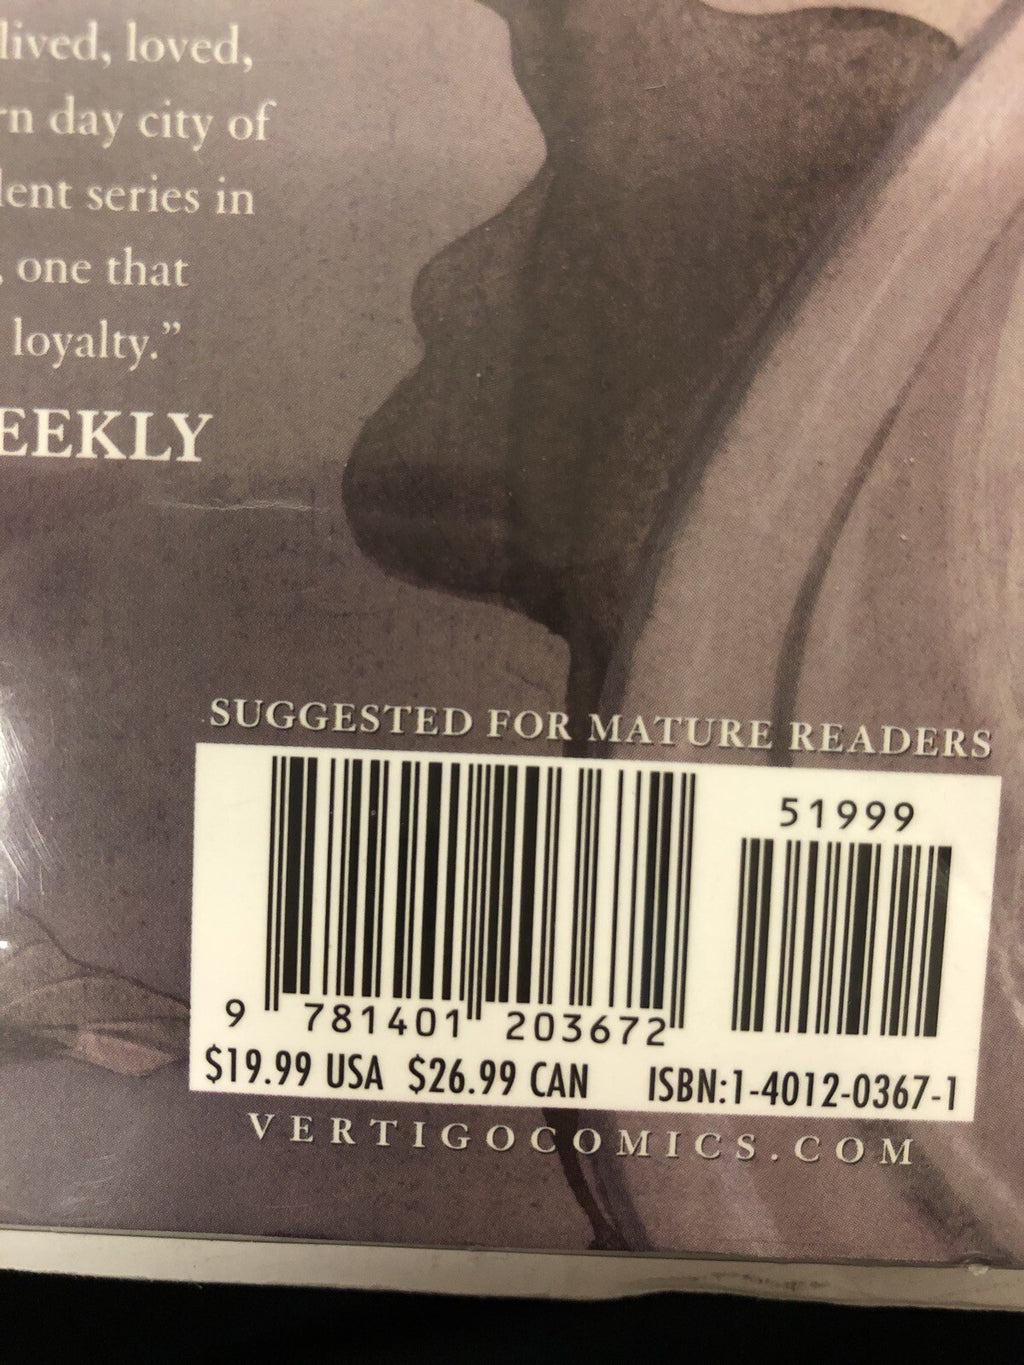 lived, loved,
rn day city of
lent series in
, one that
loyalty.”
EEKLY
SUGGESTED FOR MATURE READERS
51999
9 781401 203672
$19.99 USA $26.99 CAN ISBN:1-4012-0367-1
VERTIGOCOMICS.COM